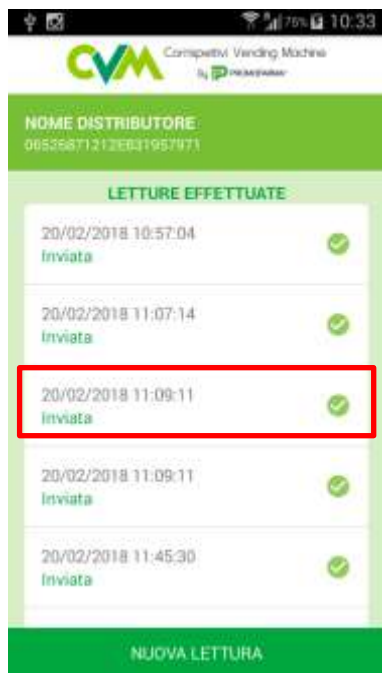 75% 10:33
CVM Corrispettivi Vending Machine
By
NOME DISTRIBUTORE
LETTURE EFFETTUATE
20/02/2018 10:57:04
Inviata
20/02/2018 11:07:14
Inviata
20/02/2018 11:09:11
Inviata
20/02/2018 11:09:11
Inviata
20/02/2018 11:45:30
Inviata
NUOVA LETTURA